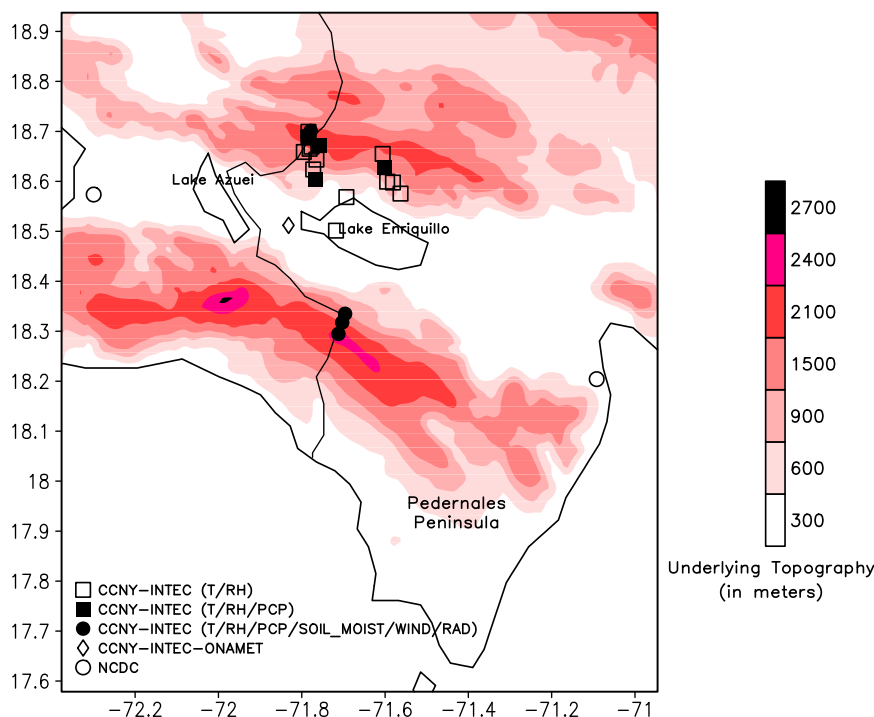 18.9
18.8
18.7
18.6
18.5
18.4
18.3
18.2
18.1
18
17.9
17.8
17.7
17.6
Lake Azuei
Lake Enriquillo
Pedernales
Peninsula
CCNY-INTEC (T/RH)
CCNY-INTEC (T/RH/PCP)
CCNY-INTEC (T/RH/PCP/SOIL_MOIST/WIND/RAD)
CCNY-INTEC-ONAMET
NCDC
-72.2 -72 -71.8 -71.6 -71.4 -71.2 -71
2700
2400
2100
1500
900
600
300
Underlying Topography
(in meters)